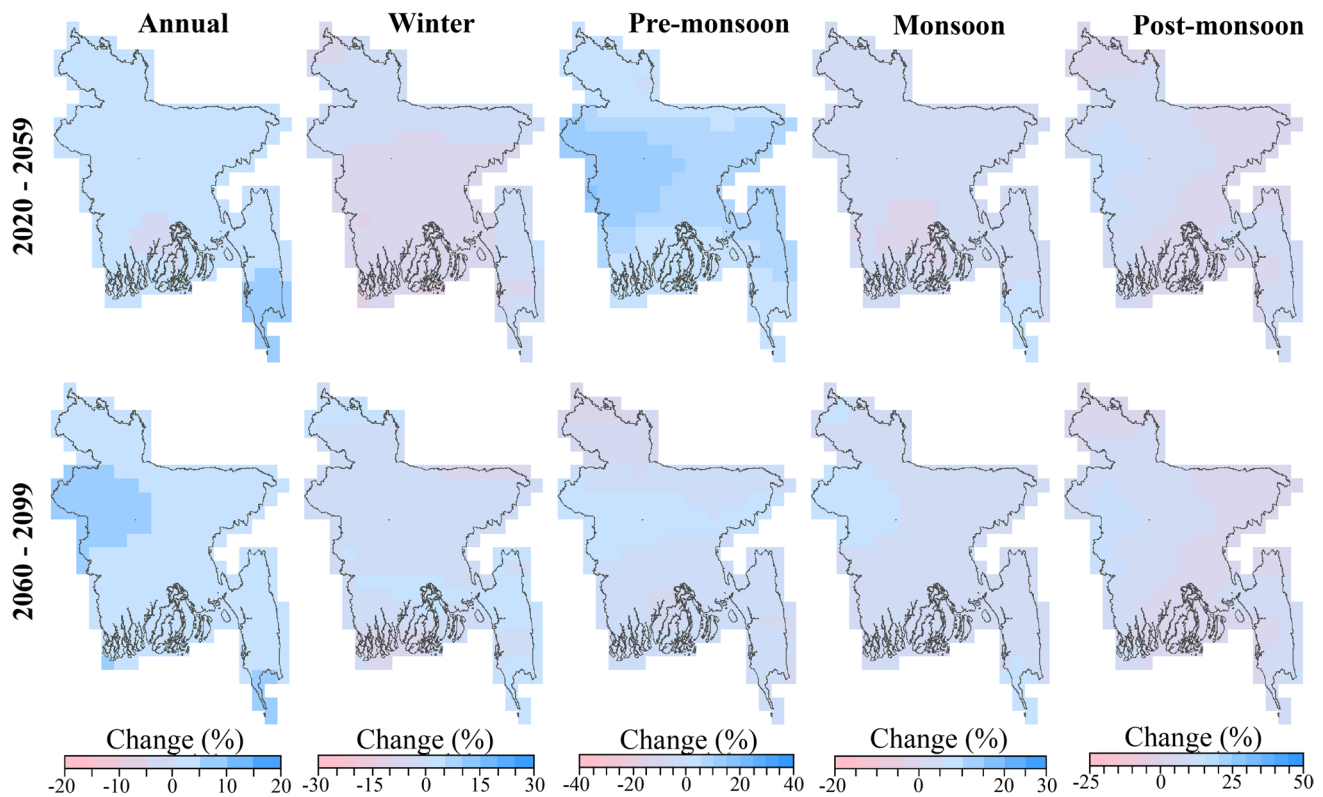 Annual Winter Pre-monsoon Monsoon Post-monsoon
2020 - 2059
2060 - 2099
Change (%) Change (%) Change (%) Change (%) Change (%)
-20 -10 0 10 20 -30 -15 0 15 30 -40 -20 0 20 40 -20 0 30 -25 0 25 50